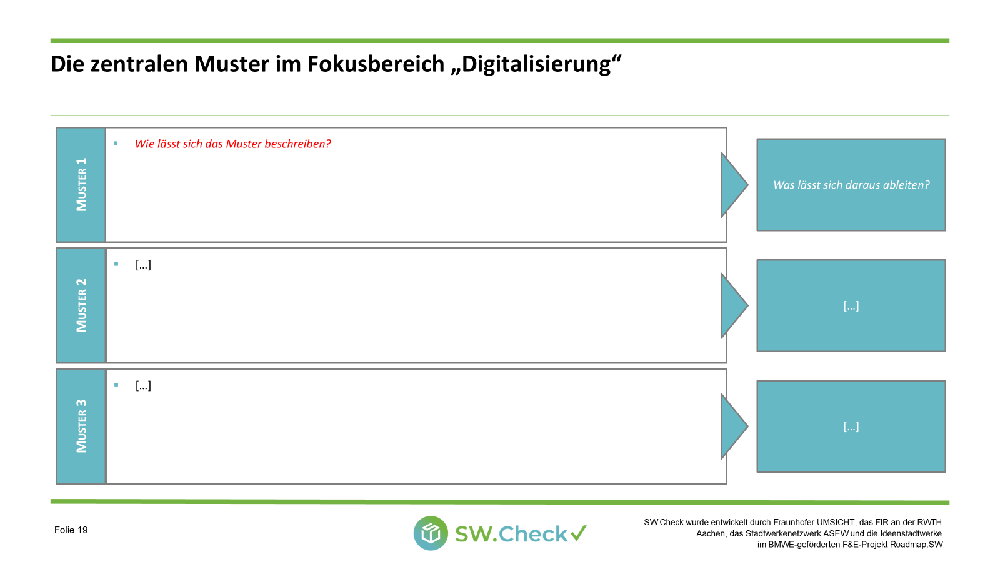 Die zentralen Muster im Fokusbereich „Digitalisierung“
MUSTER 1
Wie lässt sich das Muster beschreiben?
Was lässt sich daraus ableiten?
MUSTER 2
[…]
[…]
MUSTER 3
[…]
[…]
Folie 19
SW.Check
SW.Check wurde entwickelt durch Fraunhofer UMSICHT, das FIR an der RWTH
Aachen, das Stadtwerkenetzwerk ASEW und die Ideenstadtwerke
im BMWE-geförderten F&E-Projekt Roadmap.SW